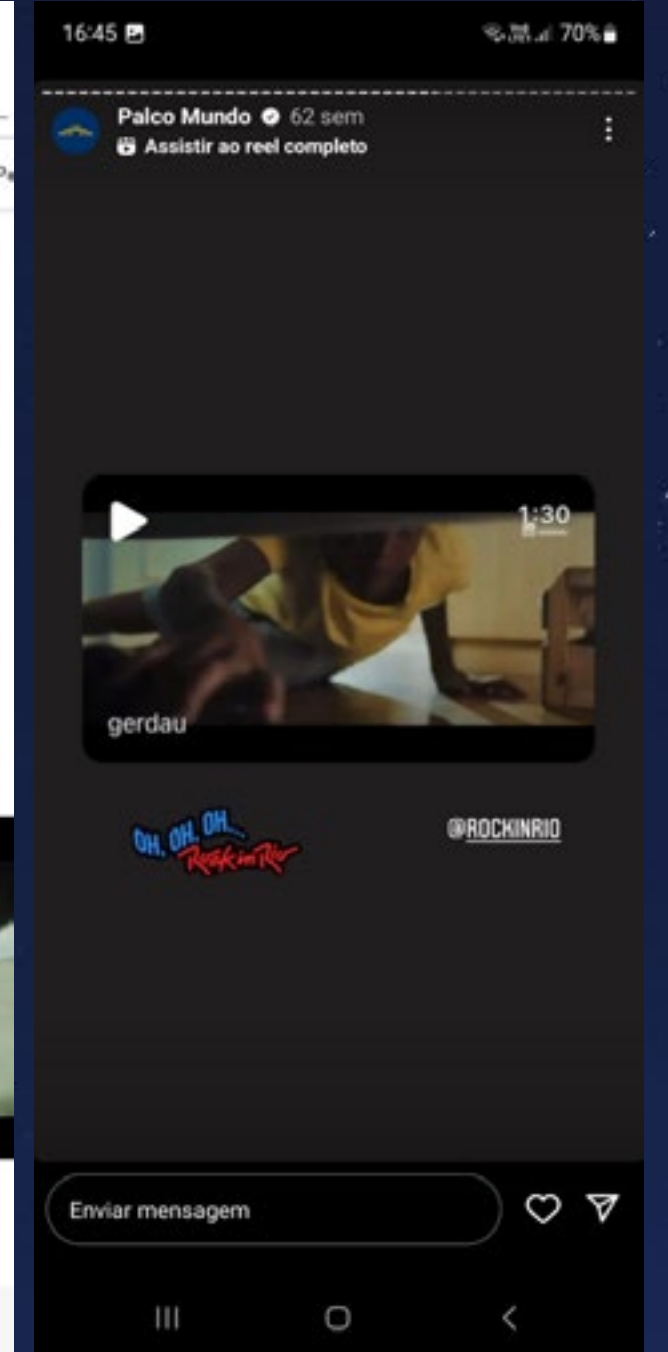 16:45
70%
Palco Mundo 62 sem
Assistir ao reel completo
1:30
gerdau
OH, OH, OH...
Rock in Rio
@ROCKINRIO
Enviar mensagem